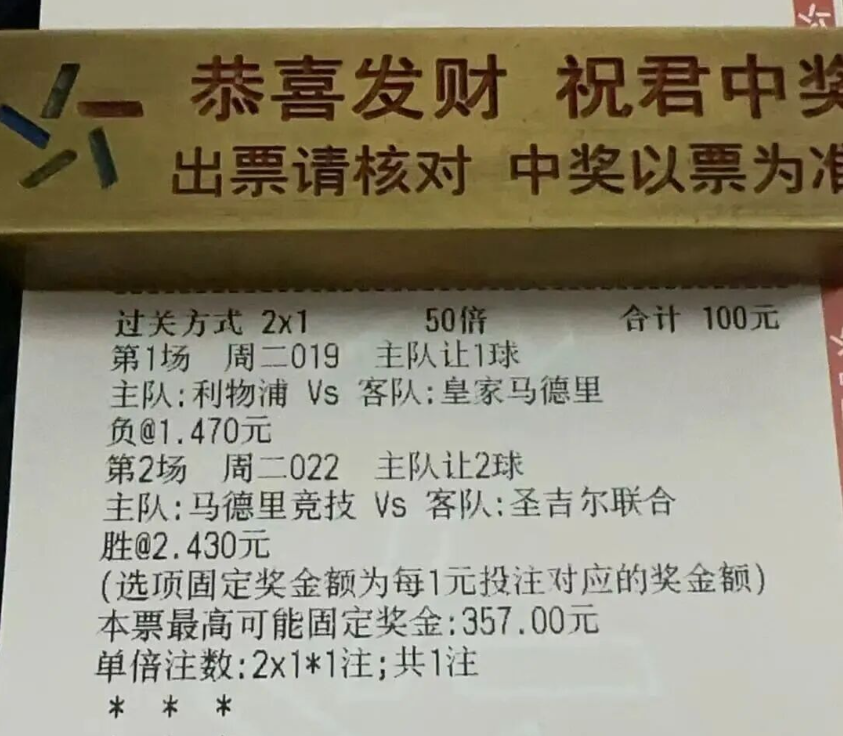 恭喜发财 祝君中奖
出票请核对 中奖以票为准
过关方式 2x1 50倍 合计 100元
第1场 周二019 主队让1球
主队:利物浦 Vs 客队:皇家马德里
负@1.470元
第2场 周二022 主队让2球
主队:马德里竞技 Vs 客队:圣吉尔联合
胜@2.430元
(选项固定奖金额为每1元投注对应的奖金额)
本票最高可能固定奖金:357.00元
单倍注数:2x1*1注;共1注
* * *